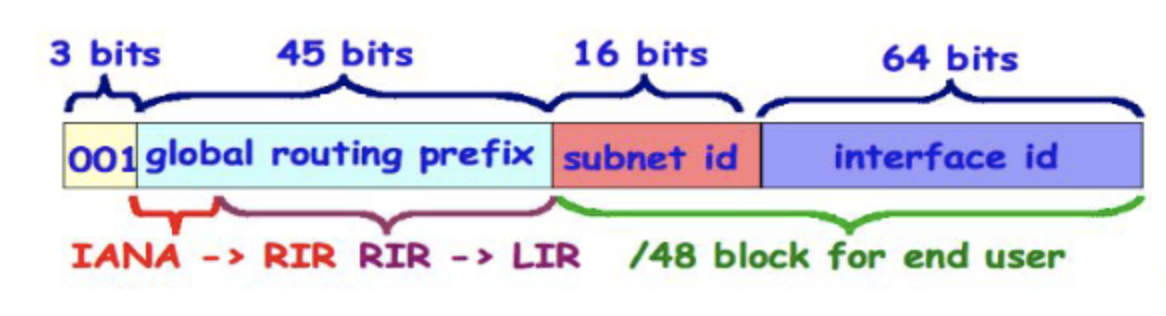 3 bits 45 bits 16 bits 64 bits
001 global routing prefix subnet id interface id
IANA -> RIR RIR -> LIR /48 block for end user